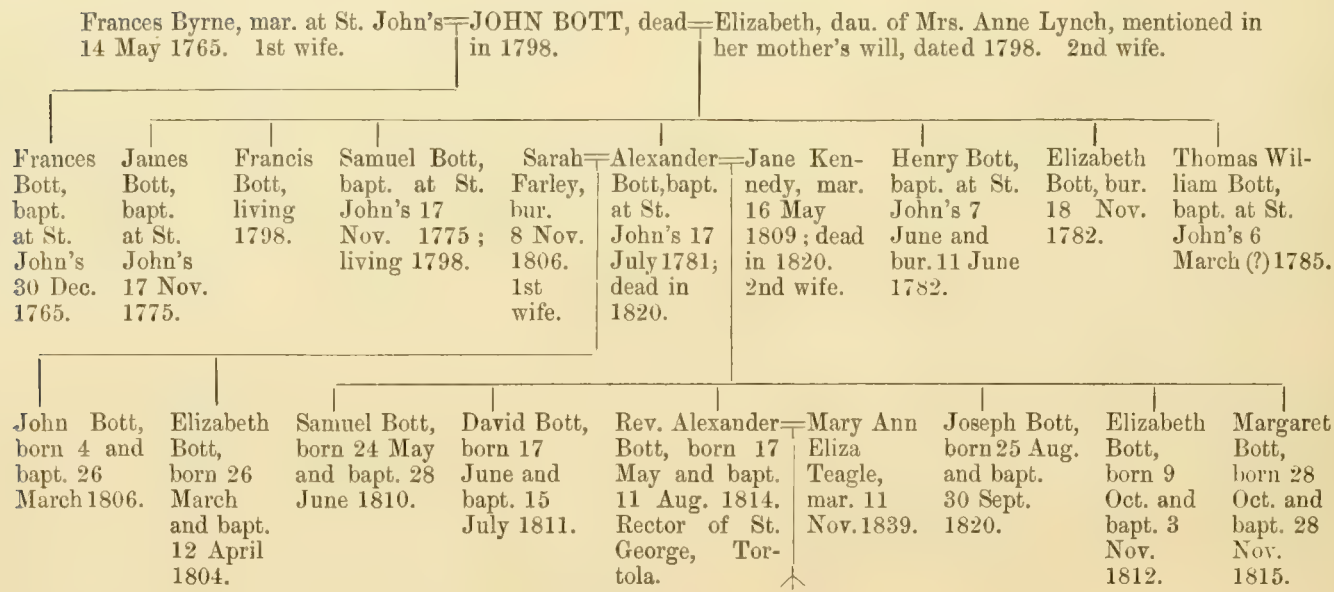 Frances Byrne, mar. at St. John's
14 May 1765. 1st wife.
JOHN BOTT, dead
in 1798.
Elizabeth, dau. of Mrs. Anne Lynch, mentioned in
her mother's will, dated 1798. 2nd wife.
Frances
Bott,
bapt.
at St.
John's
30 Dec.
1765.
James
Bott,
bapt.
at St.
John's
17 Nov.
1775.
Francis
Bott,
living
1798.
Samuel Bott,
bapt. at St.
John's 17
Nov. 1775;
living 1798.
Sarah
Farley,
bur.
8 Nov.
1806.
1st
wife.
Alexander
Bott, bapt.
at St.
John's 17
July 1781;
dead in
1820.
Jane Ken-
nedy, mar.
16 May
1809; dead
in 1820.
2nd wife.
Henry Bott,
bapt. at St.
John's 7
June and
bur. 11 June
1782.
Elizabeth
Bott, bur.
18 Nov.
1782.
Thomas Wil-
liam Bott,
bapt. at St.
John's 6
March (?) 1785.
John Bott,
born 4 and
bapt. 26
March 1806.
Elizabeth
Bott,
born 26
March
and bapt.
12 April
1804.
Samuel Bott,
born 24 May
and bapt. 28
June 1810.
David Bott,
born 17
June and
bapt. 15
July 1811.
Rev. Alexander
Bott, born 17
May and bapt.
11 Aug. 1814.
Rector of St.
George, Tor-
tola.
Mary Ann
Eliza
Teagle,
mar. 11
Nov. 1839.
Joseph Bott,
born 25 Aug.
and bapt.
30 Sept.
1820.
Elizabeth
Bott,
born 9
Oct. and
bapt. 3
Nov.
1812.
Margaret
Bott,
born 28
Oct. and
bapt. 28
Nov.
1815.